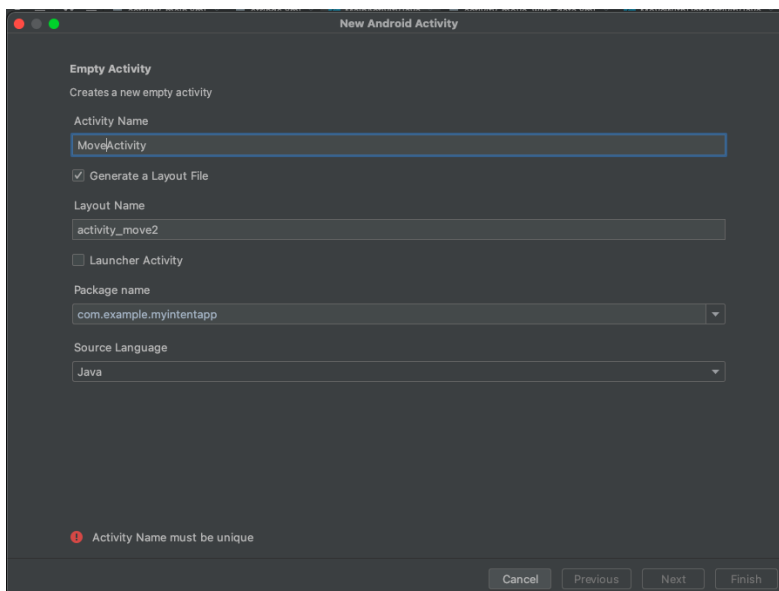 New Android Activity
Empty Activity
Creates a new empty activity
Activity Name
MoveActivity
Generate a Layout File
Layout Name
activity_move2
Launcher Activity
Package name
com.example.myintentapp
Source Language
Java
Activity Name must be unique
Cancel Previous Next Finish